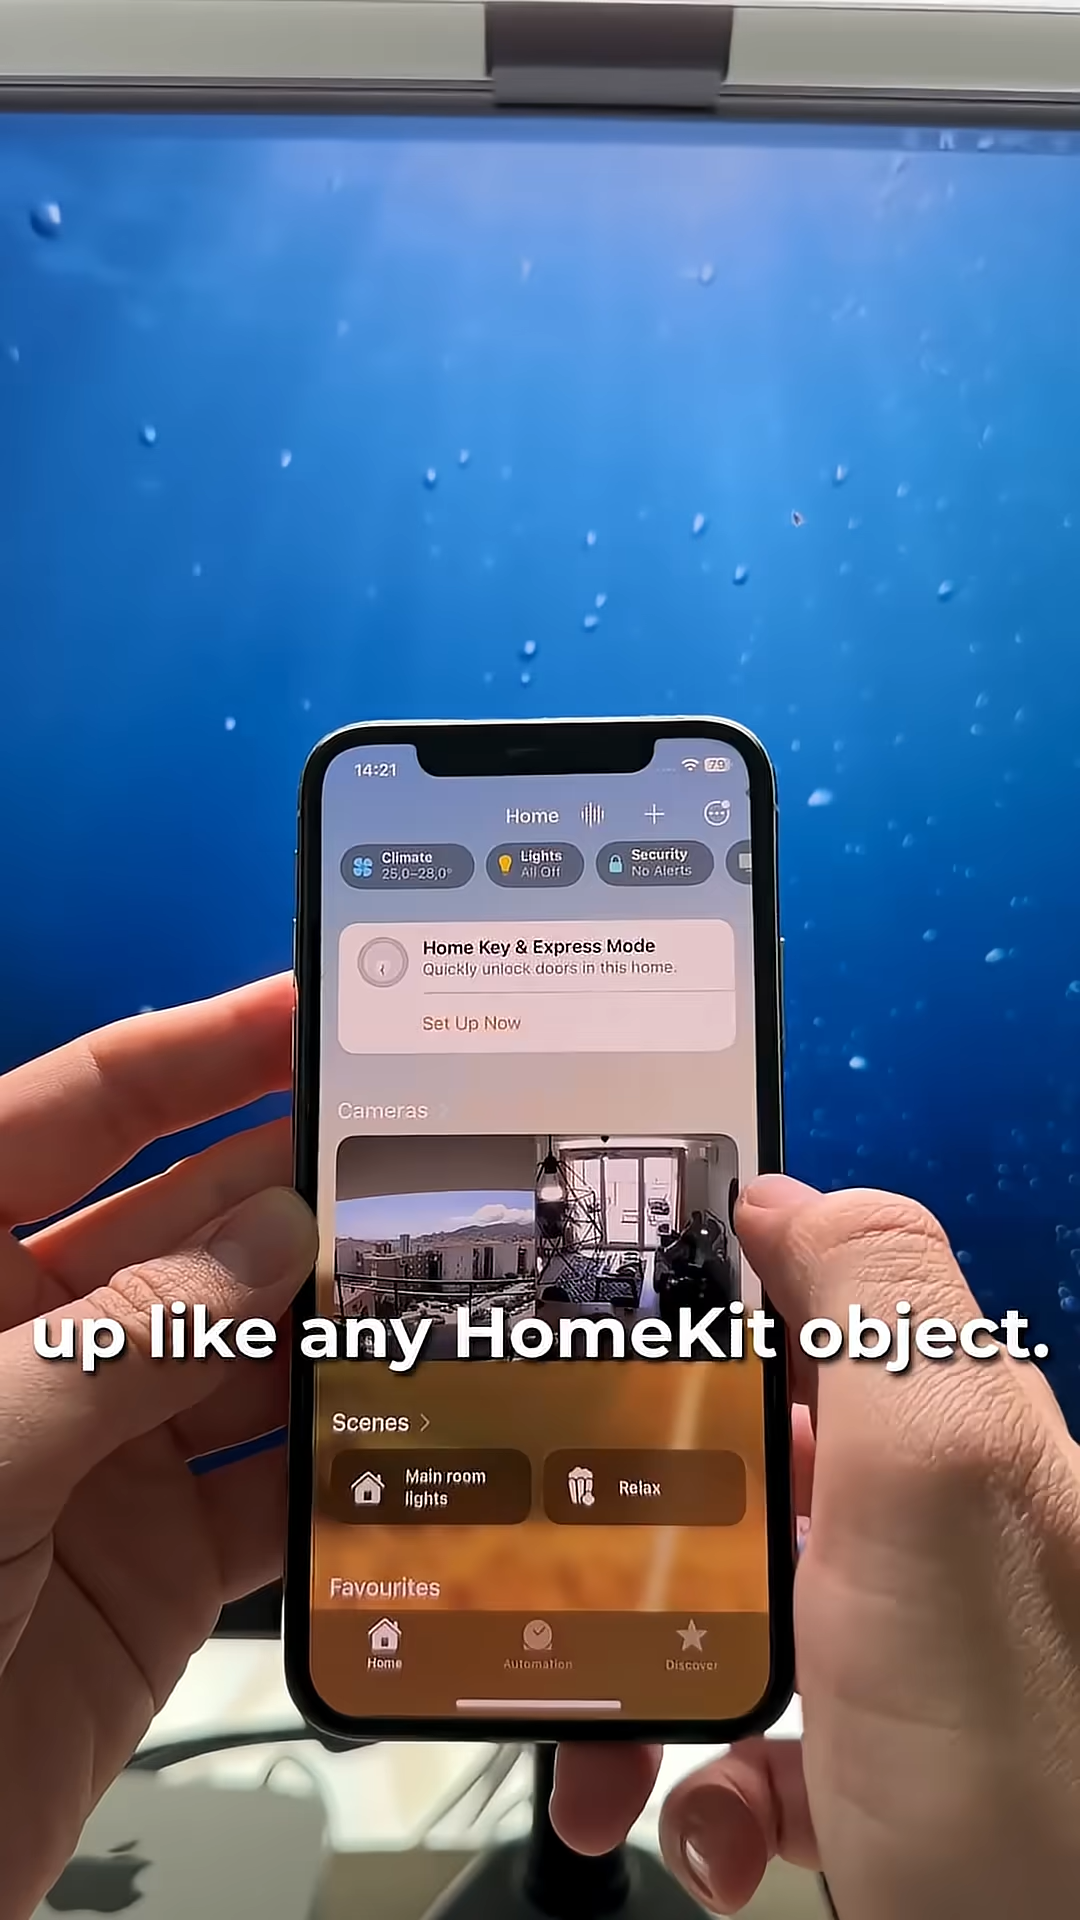 14:21
79
Home
Climate
25,0–28,0°
Lights
All Off
Security
No Alerts
Home Key & Express Mode
Quickly unlock doors in this home.
Set Up Now
Cameras
up like any HomeKit object.
Scenes
Main room
lights
Relax
Favourites
Home
Automation
Discover